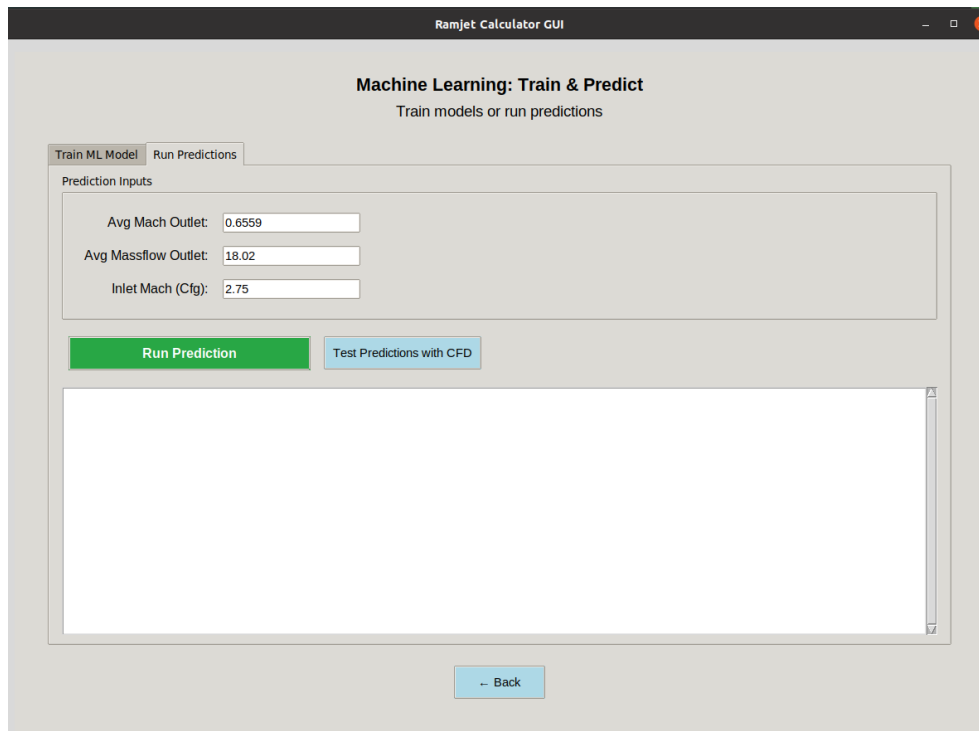 Ramjet Calculator GUI
Machine Learning: Train & Predict
Train models or run predictions
Train ML Model Run Predictions
Prediction Inputs
Avg Mach Outlet: 0.6559
Avg Massflow Outlet: 18.02
Inlet Mach (Cfg): 2.75
Run Prediction Test Predictions with CFD
← Back